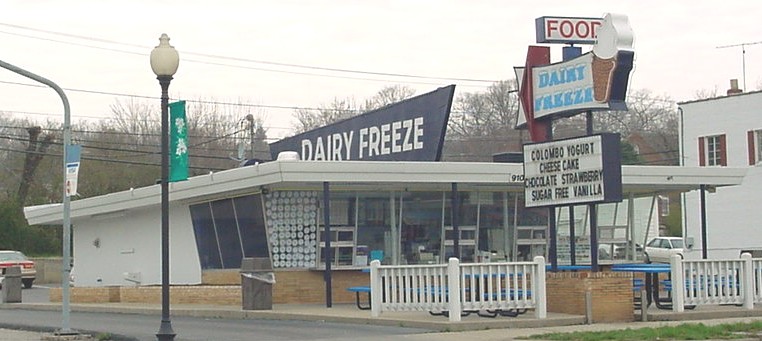 FOOD
DAIRY
FREEZE
DAIRY FREEZE
COLOMBO YOGURT
CHEESE CAKE
CHOCOLATE STRAWBERRY
SUGAR FREE VANILLA
910